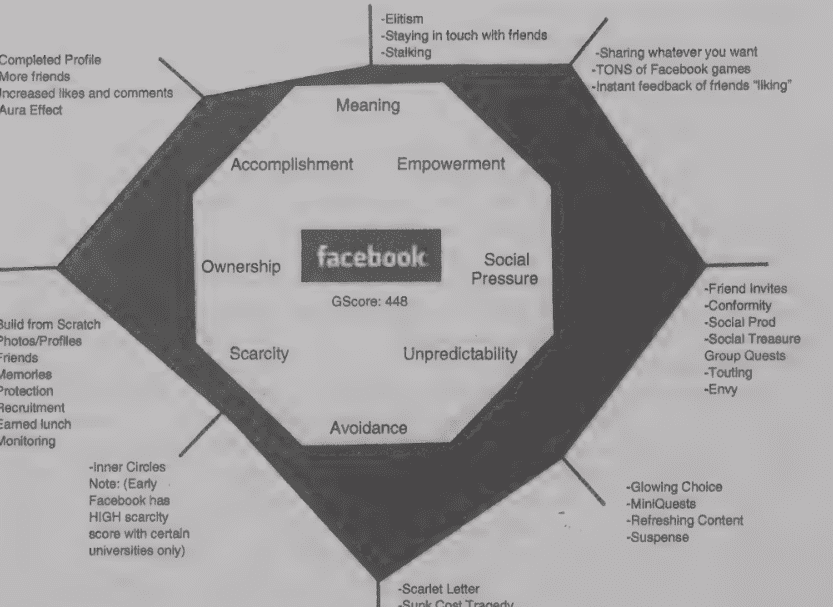 -Elitism
-Staying in touch with friends
-Stalking
Completed Profile
More friends
Increased likes and comments
Aura Effect
-Sharing whatever you want
-TONS of Facebook games
-Instant feedback of friends “liking”
Meaning
Accomplishment
Empowerment
Ownership
facebook
GScore: 448
Social
Pressure
Scarcity
Unpredictability
Avoidance
Build from Scratch
Photos/Profiles
Friends
Memories
Protection
Recruitment
Earned lunch
Monitoring
-Friend Invites
-Conformity
-Social Prod
-Social Treasure
Group Quests
-Touting
-Envy
-Inner Circles
Note: (Early
Facebook has
HIGH scarcity
score with certain
universities only)
-Glowing Choice
-MiniQuests
-Refreshing Content
-Suspense
-Scarlet Letter
-Sunk Cost Tragedy